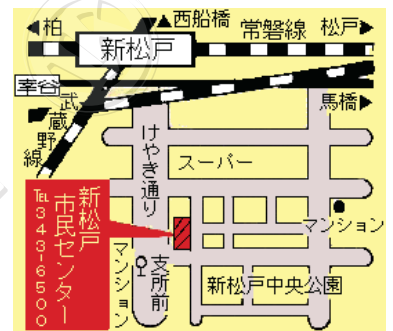 ◀柏
▲西船橋
常磐線
松戸▶
新松戸
幸谷
武蔵野線
馬橋▶
けやき通り
スーパー
新松戸
市民センター
℡343-6500
マンション
マンション
支所前
新松戸中央公園